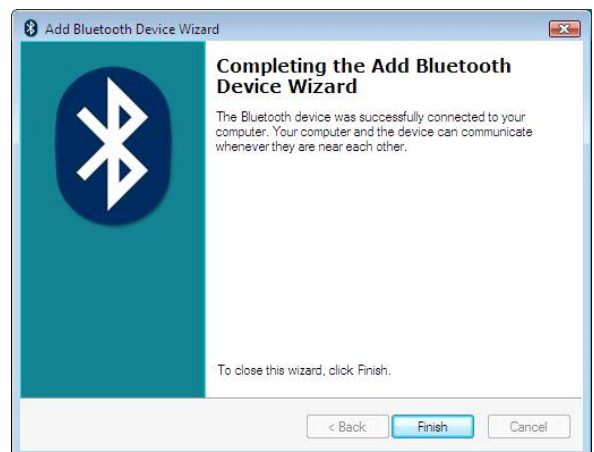 Add Bluetooth Device Wizard
Completing the Add Bluetooth
Device Wizard
The Bluetooth device was successfully connected to your
computer. Your computer and the device can communicate
whenever they are near each other.
To close this wizard, click Finish.
< Back Finish Cancel